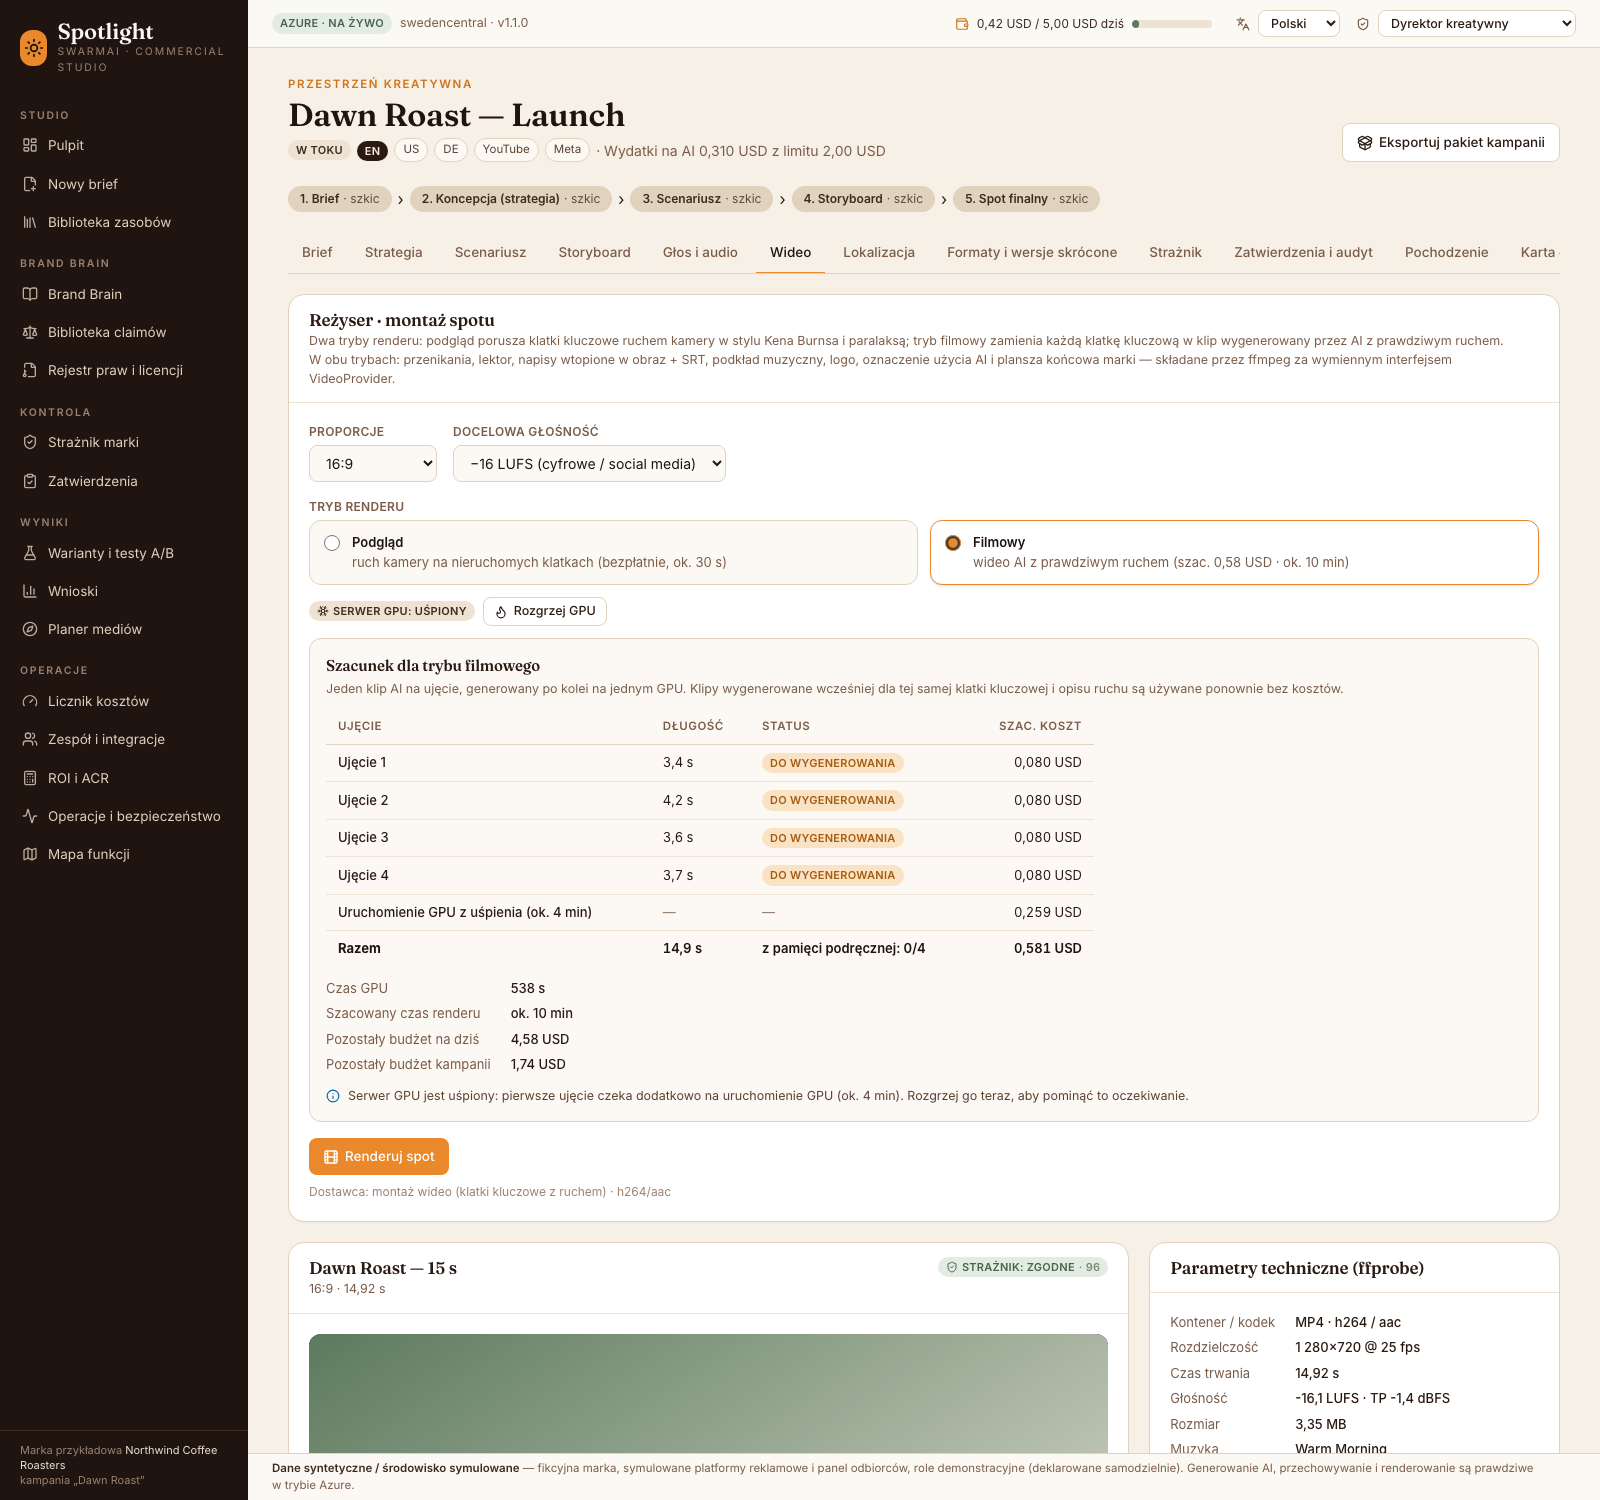 Spotlight
SWARMAI · COMMERCIAL
STUDIO
STUDIO
Pulpit
Nowy brief
Biblioteka zasobów
BRAND BRAIN
Brand Brain
Biblioteka claimów
Rejestr praw i licencji
KONTROLA
Strażnik marki
Zatwierdzenia
WYNIKI
Warianty i testy A/B
Wnioski
Planer mediów
OPERACJE
Licznik kosztów
Zespół i integracje
ROI i ACR
Operacje i bezpieczeństwo
Mapa funkcji
Marka przykładowa Northwind Coffee
Roasters
kampania „Dawn Roast”
AZURE · NA ŻYWO swedencentral · v1.1.0 0,42 USD / 5,00 USD dziś Polski Dyrektor kreatywny
PRZESTRZEŃ KREATYWNA
Dawn Roast — Launch
W TOKU EN US DE YouTube Meta · Wydatki na AI 0,310 USD z limitu 2,00 USD Eksportuj pakiet kampanii
1. Brief · szkic › 2. Koncepcja (strategia) · szkic › 3. Scenariusz · szkic › 4. Storyboard · szkic › 5. Spot finalny · szkic
Brief Strategia Scenariusz Storyboard Głos i audio Wideo Lokalizacja Formaty i wersje skrócone Strażnik Zatwierdzenia i audyt Pochodzenie Karta
Reżyser · montaż spotu
Dwa tryby renderu: podgląd porusza klatki kluczowe ruchem kamery w stylu Kena Burnsa i paralaksą; tryb filmowy zamienia każdą klatkę kluczową w klip wygenerowany przez AI z prawdziwym ruchem.
W obu trybach: przenikania, lektor, napisy wtopione w obraz + SRT, podkład muzyczny, logo, oznaczenie użycia AI i plansza końcowa marki — składane przez ffmpeg za wymiennym interfejsem
VideoProvider.
PROPORCJE DOCELOWA GŁOŚNOŚĆ
16:9 −16 LUFS (cyfrowe / social media)
TRYB RENDERU
Podgląd
ruch kamery na nieruchomych klatkach (bezpłatnie, ok. 30 s)
Filmowy
wideo AI z prawdziwym ruchem (szac. 0,58 USD · ok. 10 min)
SERWER GPU: UŚPIONY Rozgrzej GPU
Szacunek dla trybu filmowego
Jeden klip AI na ujęcie, generowany po kolei na jednym GPU. Klipy wygenerowane wcześniej dla tej samej klatki kluczowej i opisu ruchu są używane ponownie bez kosztów.
UJĘCIE DŁUGOŚĆ STATUS SZAC. KOSZT
Ujęcie 1 3,4 s DO WYGENEROWANIA 0,080 USD
Ujęcie 2 4,2 s DO WYGENEROWANIA 0,080 USD
Ujęcie 3 3,6 s DO WYGENEROWANIA 0,080 USD
Ujęcie 4 3,7 s DO WYGENEROWANIA 0,080 USD
Uruchomienie GPU z uśpienia (ok. 4 min) — — 0,259 USD
Razem 14,9 s z pamięci podręcznej: 0/4 0,581 USD
Czas GPU 538 s
Szacowany czas renderu ok. 10 min
Pozostały budżet na dziś 4,58 USD
Pozostały budżet kampanii 1,74 USD
Serwer GPU jest uśpiony: pierwsze ujęcie czeka dodatkowo na uruchomienie GPU (ok. 4 min). Rozgrzej go teraz, aby pominąć to oczekiwanie.
Renderuj spot
Dostawca: montaż wideo (klatki kluczowe z ruchem) · h264/aac
Dawn Roast — 15 s STRAŻNIK: ZGODNE · 96
16:9 · 14,92 s
Parametry techniczne (ffprobe)
Kontener / kodek MP4 · h264 / aac
Rozdzielczość 1 280×720 @ 25 fps
Czas trwania 14,92 s
Głośność -16,1 LUFS · TP -1,4 dBFS
Rozmiar 3,35 MB
Muzyka Warm Morning
Dane syntetyczne / środowisko symulowane — fikcyjna marka, symulowane platformy reklamowe i panel odbiorców, role demonstracyjne (deklarowane samodzielnie). Generowanie AI, przechowywanie i renderowanie są prawdziwe
w trybie Azure.